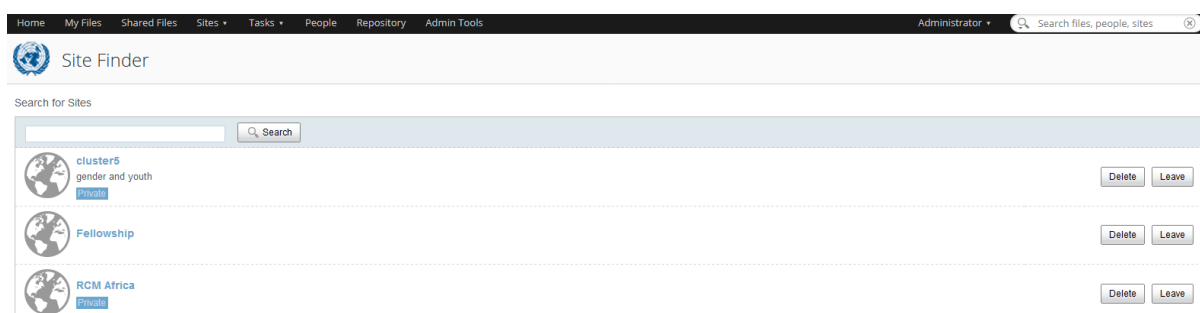 Home My Files Shared Files Sites Tasks People Repository Admin Tools Administrator Search files, people, sites
Site Finder
Search for Sites
Search
cluster5
gender and youth
Private
Delete Leave
Fellowship
Delete Leave
RCM Africa
Private
Delete Leave